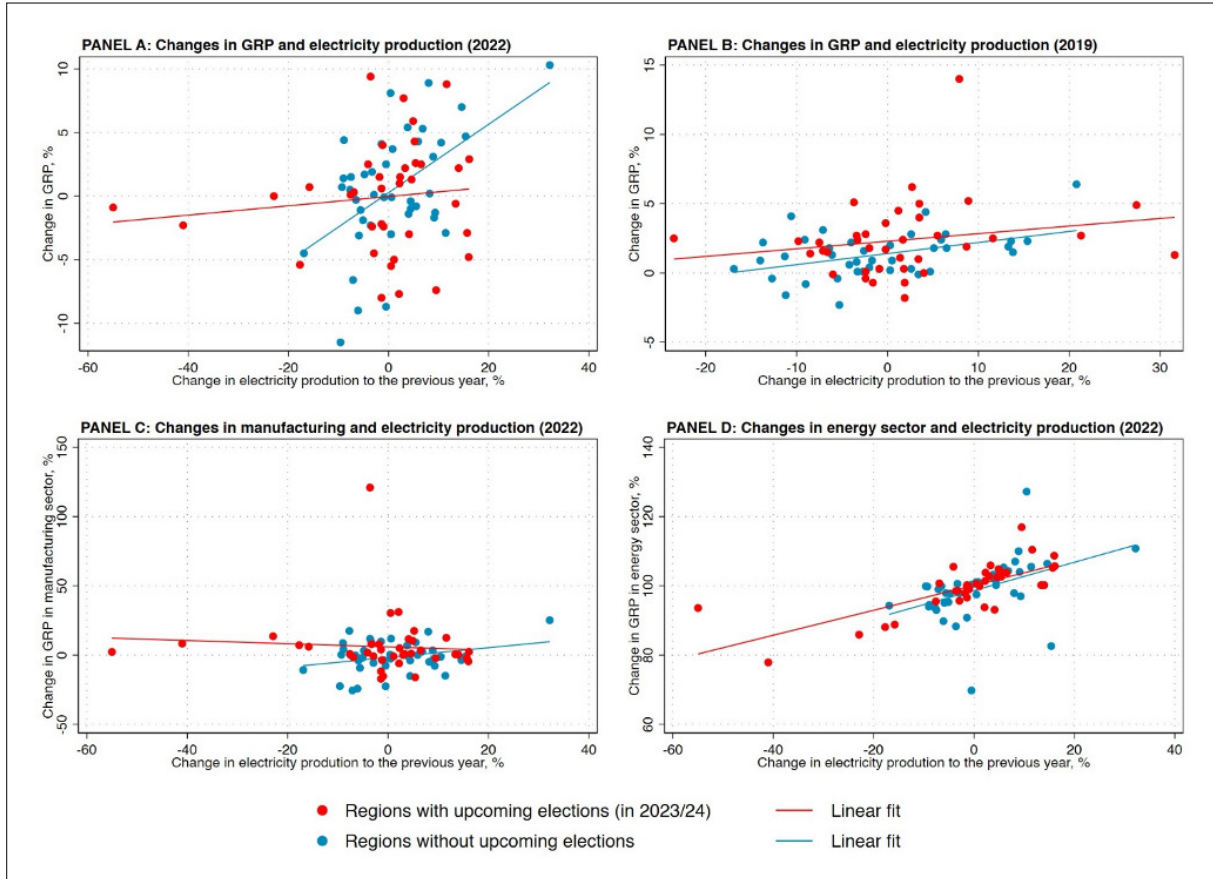 PANEL A: Changes in GRP and electricity production (2022)
Change in GRP, %
10
5
0
-5
-10
-60
-40
-20
0
20
40
Change in electricity prodution to the previous year, %
PANEL B: Changes in GRP and electricity production (2019)
Change in GRP, %
15
10
5
0
-5
-20
-10
0
10
20
30
Change in electricity prodution to the previous year, %
PANEL C: Changes in manufacturing and electricity production (2022)
Change in GRP in manufacturing sector, %
150
100
50
0
-50
-60
-40
-20
0
20
40
Change in electricity prodution to the previous year, %
PANEL D: Changes in energy sector and electricity production (2022)
Change in GRP in energy sector, %
140
120
100
80
60
-60
-40
-20
0
20
40
Change in electricity prodution to the previous year, %
Regions with upcoming elections (in 2023/24)
Linear fit
Regions without upcoming elections
Linear fit